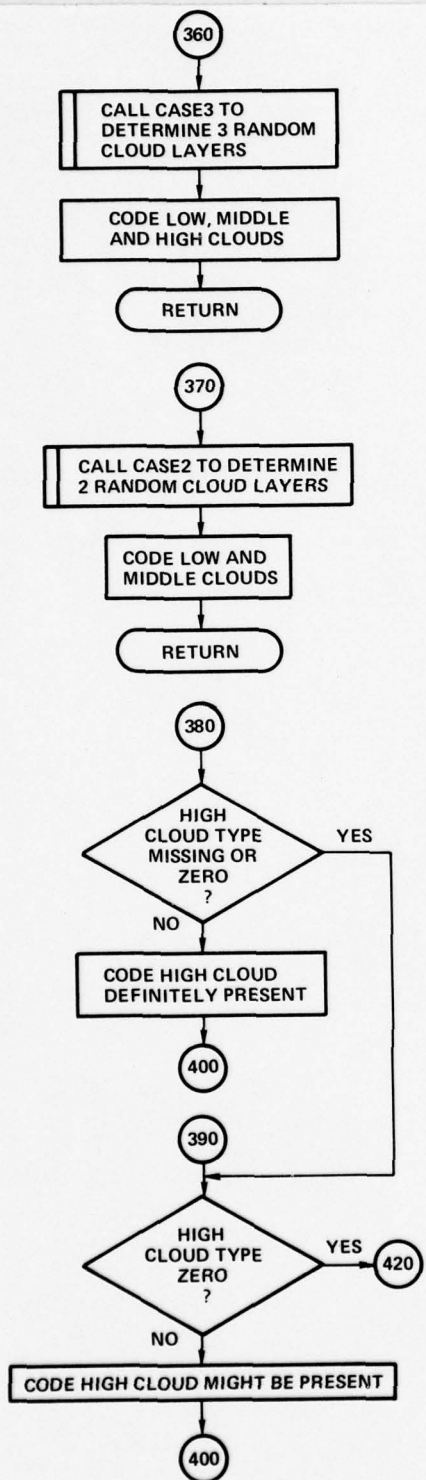 360
CALL CASE3 TO
DETERMINE 3 RANDOM
CLOUD LAYERS
CODE LOW, MIDDLE
AND HIGH CLOUDS
RETURN
370
CALL CASE2 TO DETERMINE
2 RANDOM CLOUD LAYERS
CODE LOW AND
MIDDLE CLOUDS
RETURN
380
HIGH
CLOUD TYPE
MISSING OR
ZERO
?
YES
NO
CODE HIGH CLOUD
DEFINITELY PRESENT
400
390
HIGH
CLOUD TYPE
ZERO
?
YES
420
NO
CODE HIGH CLOUD MIGHT BE PRESENT
400